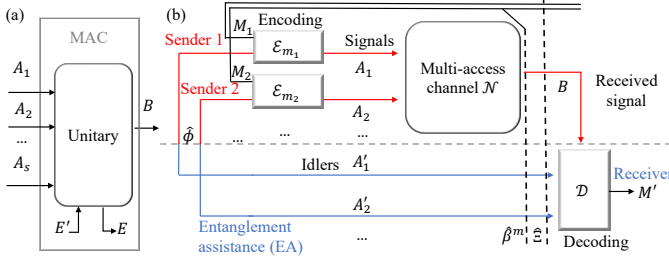 (a)
MAC
A₁
A₂
...
Aₛ
Unitary
B
E′
E
(b)
M₁
Encoding
Sender 1
ℰₘ₁
Signals
A₁
M₂
Sender 2
ℰₘ₂
A₂
Multi-access
channel 𝒩
B
Received
signal
ϕ̂
...
...
...
Idlers
A′₁
A′₂
Entanglement
assistance (EA)
...
β̂ᵐ
Ξ̂
𝒟
Receiver
M′
Decoding